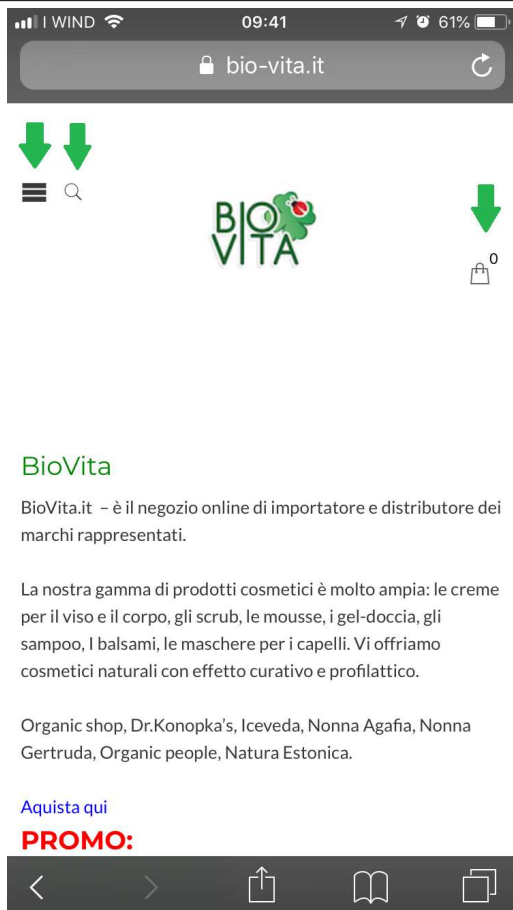 I WIND 09:41 61%
bio-vita.it
BIO
VITA
0
BioVita
BioVita.it – è il negozio online di importatore e distributore dei
marchi rappresentati.
La nostra gamma di prodotti cosmetici è molto ampia: le creme
per il viso e il corpo, gli scrub, le mousse, i gel-doccia, gli
sampoo, I balsami, le maschere per i capelli. Vi offriamo
cosmetici naturali con effetto curativo e profilattico.
Organic shop, Dr.Konopka’s, Iceveda, Nonna Agafia, Nonna
Gertruda, Organic people, Natura Estonica.
Aquista qui
PROMO: